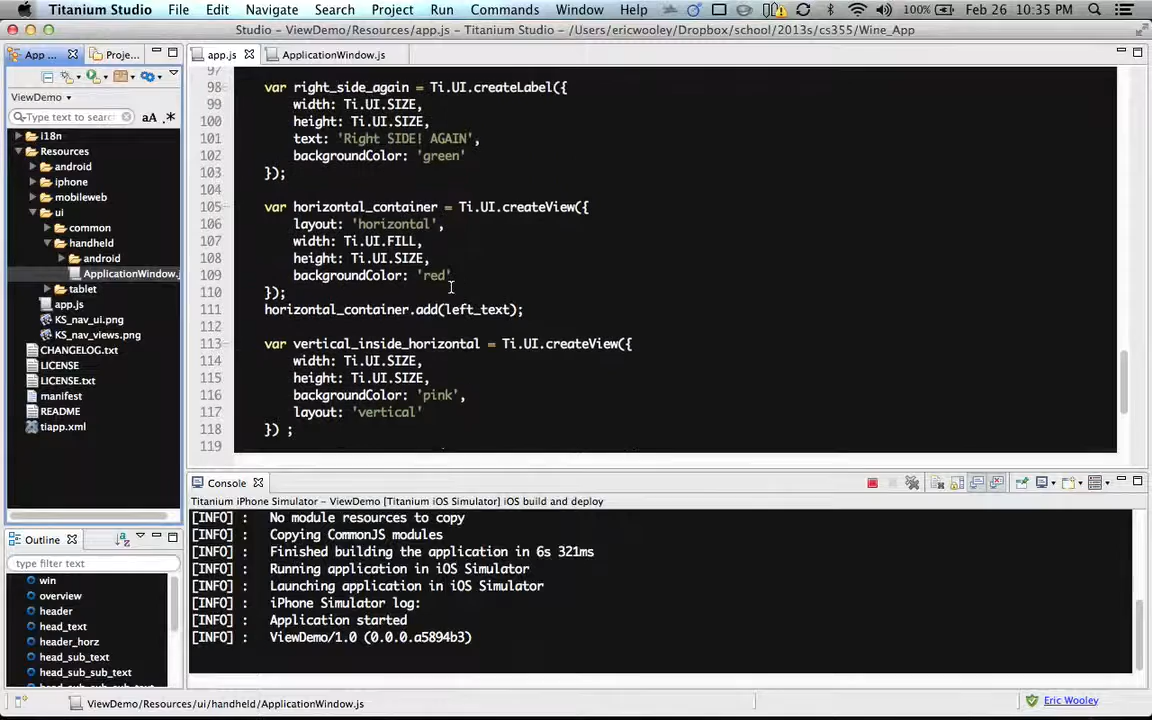 Titanium Studio File Edit Navigate Search Project Run Commands Window Help 100% Feb 26 10:35 PM
Studio - ViewDemo/Resources/app.js - Titanium Studio - /Users/ericwooley/Dropbox/school/2013s/cs355/Wine_App
App ... Proje...
app.js ApplicationWindow.js
ViewDemo
Type to searc aA .*
i18n
Resources
android
iphone
mobileweb
ui
common
handheld
android
ApplicationWindow.j
tablet
app.js
KS_nav_ui.png
KS_nav_views.png
CHANGELOG.txt
LICENSE
LICENSE.txt
manifest
README
tiapp.xml
97
98 var right_side_again = Ti.UI.createLabel({
99 width: Ti.UI.SIZE,
100 height: Ti.UI.SIZE,
101 text: 'Right SIDE! AGAIN',
102 backgroundColor: 'green'
103 });
104
105 var horizontal_container = Ti.UI.createView({
106 layout: 'horizontal',
107 width: Ti.UI.FILL,
108 height: Ti.UI.SIZE,
109 backgroundColor: 'red'
110 });
111 horizontal_container.add(left_text);
112
113 var vertical_inside_horizontal = Ti.UI.createView({
114 width: Ti.UI.SIZE,
115 height: Ti.UI.SIZE,
116 backgroundColor: 'pink',
117 layout: 'vertical'
118 }) ;
119
Console
Titanium iPhone Simulator - ViewDemo [Titanium iOS Simulator] iOS build and deploy
[INFO] : No module resources to copy
[INFO] : Copying CommonJS modules
[INFO] : Finished building the application in 6s 321ms
[INFO] : Running application in iOS Simulator
[INFO] : Launching application in iOS Simulator
[INFO] : iPhone Simulator log:
[INFO] : Application started
[INFO] : ViewDemo/1.0 (0.0.0.a5894b3)
Outline
type filter text
win
overview
header
head_text
header_horz
head_sub_text
head_sub_sub_text
ViewDemo/Resources/ui/handheld/ApplicationWindow.js
Eric Wooley